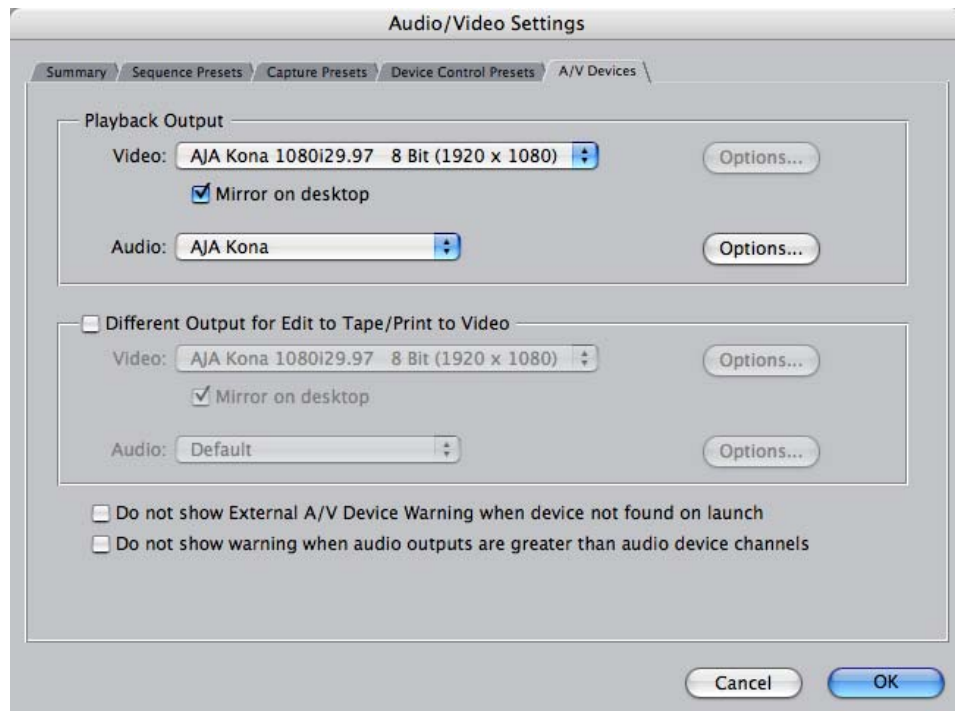 Audio/Video Settings
Summary Sequence Presets Capture Presets Device Control Presets A/V Devices
Playback Output
Video: AJA Kona 1080i29.97 8 Bit (1920 x 1080) Options...
Mirror on desktop
Audio: AJA Kona Options...
Different Output for Edit to Tape/Print to Video
Video: AJA Kona 1080i29.97 8 Bit (1920 x 1080) Options...
Mirror on desktop
Audio: Default Options...
Do not show External A/V Device Warning when device not found on launch
Do not show warning when audio outputs are greater than audio device channels
Cancel OK